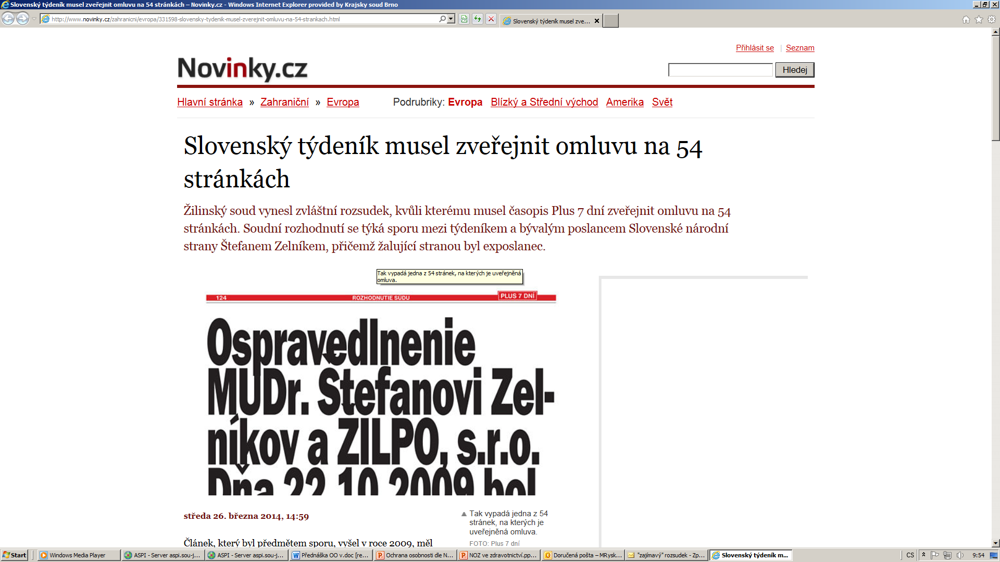 Slovenský týdeník musel zveřejnit omluvu na 54 stránkách – Novinky.cz - Windows Internet Explorer provided by Krajsky soud Brno
http://www.novinky.cz/zahranicni/evropa/331598-slovensky-tydenik-musel-zverejnit-omluvu-na-54-strankach.html
Slovenský týdeník musel zve...
Přihlásit se | Seznam
Novinky.cz
Hledej
Hlavní stránka » Zahraniční » Evropa Podrubriky: Evropa Blízký a Střední východ Amerika Svět
Slovenský týdeník musel zveřejnit omluvu na 54
stránkách
Žilinský soud vynesl zvláštní rozsudek, kvůli kterému musel časopis Plus 7 dní zveřejnit omluvu na 54
stránkách. Soudní rozhodnutí se týká sporu mezi týdeníkem a bývalým poslancem Slovenské národní
strany Štefanem Zelníkem, přičemž žalující stranou byl exposlanec.
Tak vypadá jedna z 54 stránek, na kterých je uveřejněná
omluva.
124 ROZHODNUTIE SÚDU PLUS 7 DNÍ
Ospravedlnenie
MUDr. Štefanovi Zel-
níkov a ŽILPO, s.r.o.
Dňa 22.10.2009 bol
středa 26. března 2014, 14:59
Tak vypadá jedna z 54
stránek, na kterých je
uveřejněná omluva.
FOTO: Plus 7 dní
Článek, který byl předmětem sporu, vyšel v roce 2009, měl
Start
Windows Media Player
ASPI - Server aspi.sou-j...
ASPI - Server aspi.sou-j...
Přednáška OO v.doc [re...
Ochrana osobnosti dle N...
NOZ ve zdravotnictví.pp...
Doručená pošta – MRysk...
"zajímavý" rozsudek - Zp...
Slovenský týdeník m...
CS
9:54